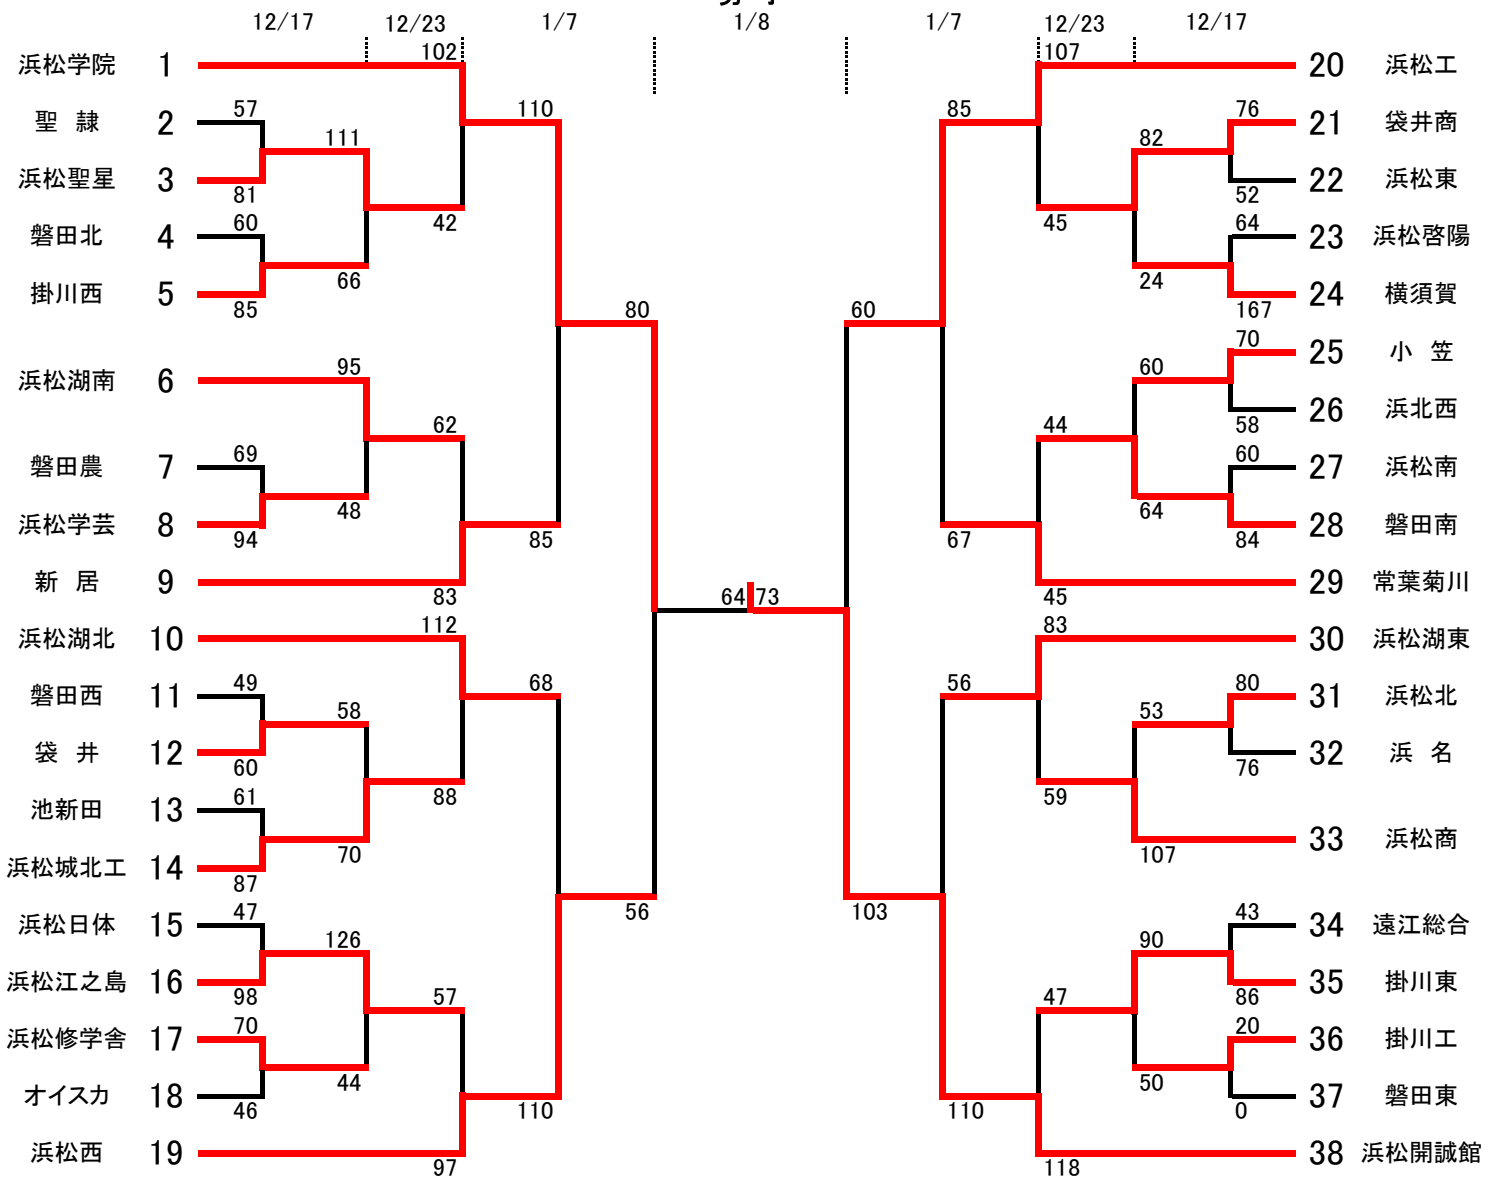 12/17 12/23 1/7 1/8 1/7 12/23 12/17
102 107
浜松学院 1 20 浜松工
57 110 85 76
聖 隷 2 21 袋井商
111 82
浜松聖星 3 22 浜松東
81 52
60 42 45 64
磐田北 4 23 浜松啓陽
66 24
掛川西 5 24 横須賀
85 80 60 167
70
25 小 笠
95 60
浜松湖南 6 26 浜北西
62 44 58
69 60
磐田農 7 27 浜松南
48 64
浜松学芸 8 28 磐田南
94 85 67 84
新 居 9 29 常葉菊川
83 64 73 45
112 83
浜松湖北 10 30 浜松湖東
49 68 56 80
磐田西 11 31 浜松北
58 53
袋 井 12 32 浜 名
60 76
61 88 59
池新田 13 33 浜松商
70 107
浜松城北工 14
87
47 56 103 43
浜松日体 15 34 遠江総合
126 90
浜松江之島 16 35 掛川東
98 57 47 86
70 20
浜松修学舎 17 36 掛川工
44 50
オイスカ 18 37 磐田東
46 110 110 0
浜松西 19 38 浜松開誠館
97 118